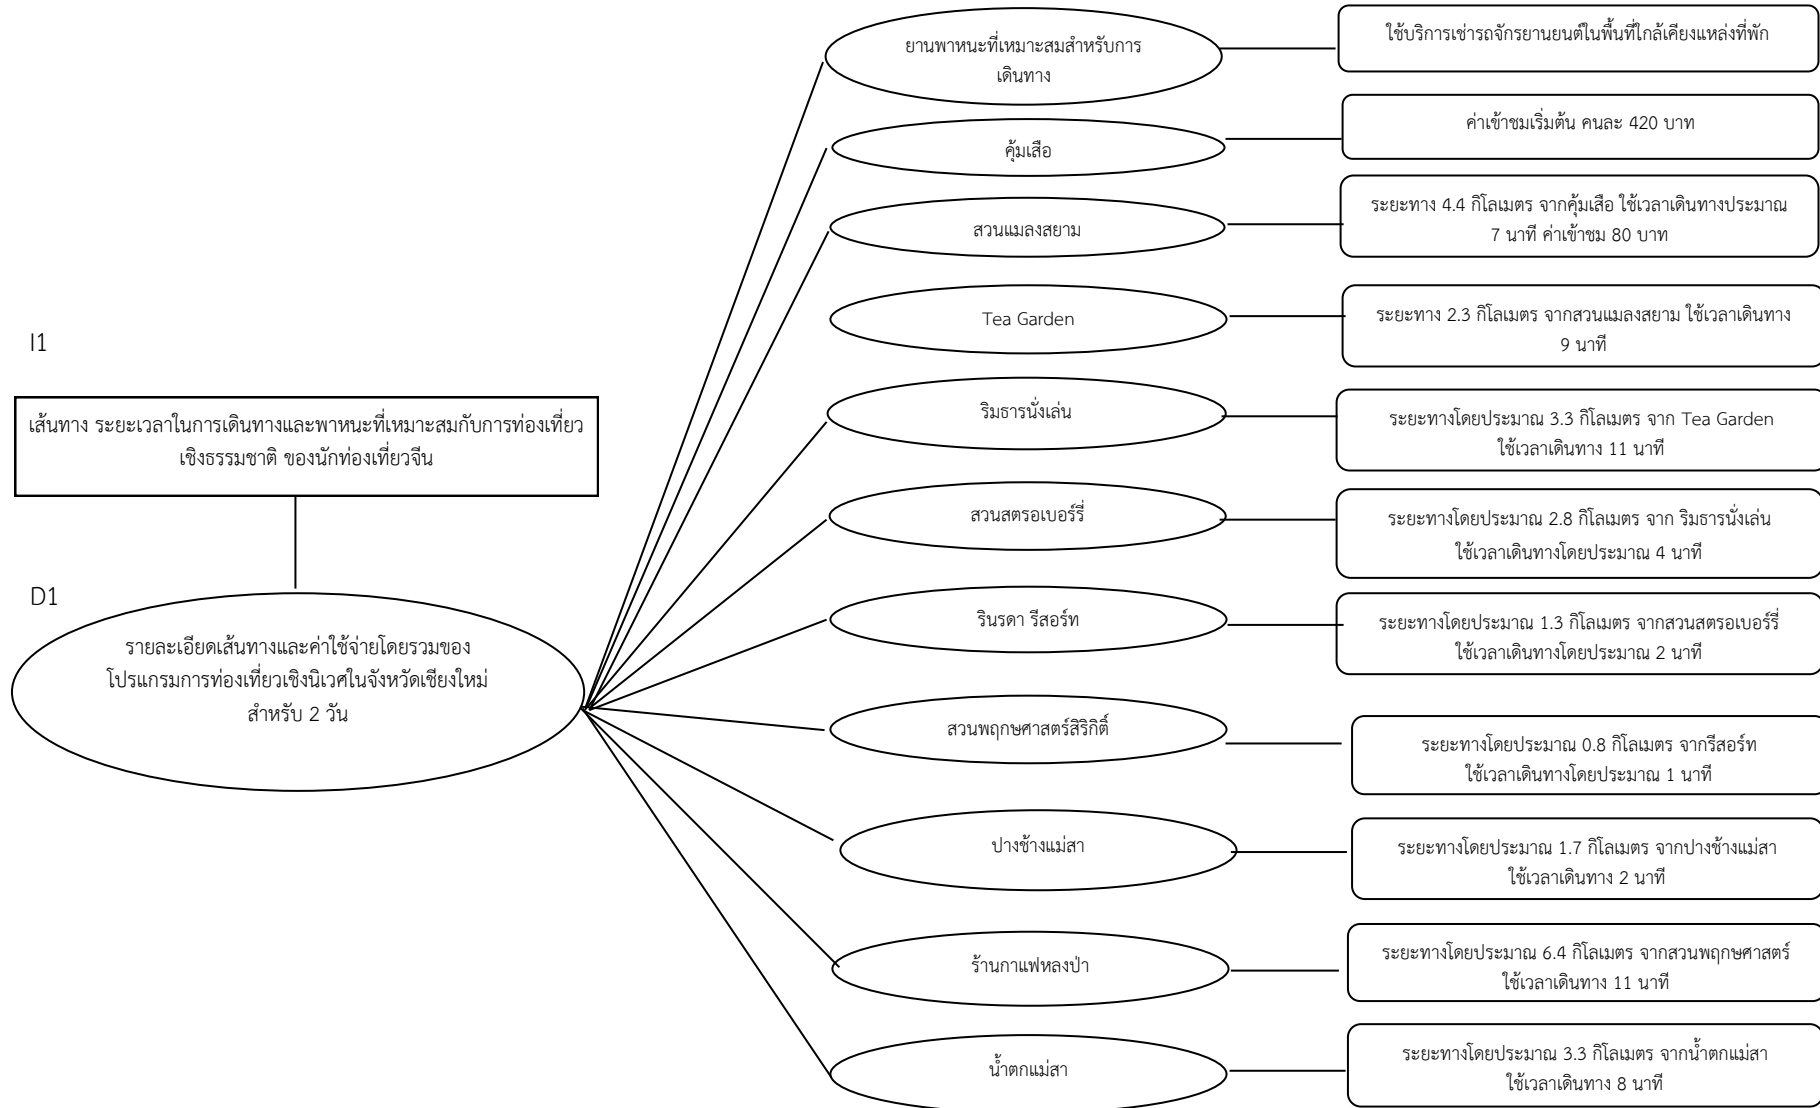 I1
เส้นทาง ระยะเวลาในการเดินทางและพาหนะที่เหมาะสมกับการท่องเที่ยว
เชิงธรรมชาติ ของนักท่องเที่ยวจีน
D1
รายละเอียดเส้นทางและค่าใช้จ่ายโดยรวมของ
โปรแกรมการท่องเที่ยวเชิงนิเวศในจังหวัดเชียงใหม่
สำหรับ 2 วัน
ยานพาหนะที่เหมาะสมสำหรับการ
เดินทาง
ใช้บริการเช่ารถจักรยานยนต์ในพื้นที่ใกล้เคียงแหล่งที่พัก
คุ้มเสือ
ค่าเข้าชมเริ่มต้น คนละ 420 บาท
สวนแมลงสยาม
ระยะทาง 4.4 กิโลเมตร จากคุ้มเสือ ใช้เวลาเดินทางประมาณ
7 นาที ค่าเข้าชม 80 บาท
Tea Garden
ระยะทาง 2.3 กิโลเมตร จากสวนแมลงสยาม ใช้เวลาเดินทาง
9 นาที
ริมธารนั่งเล่น
ระยะทางโดยประมาณ 3.3 กิโลเมตร จาก Tea Garden
ใช้เวลาเดินทาง 11 นาที
สวนสตรอเบอร์รี่
ระยะทางโดยประมาณ 2.8 กิโลเมตร จาก ริมธารนั่งเล่น
ใช้เวลาเดินทางโดยประมาณ 4 นาที
รินรดา รีสอร์ท
ระยะทางโดยประมาณ 1.3 กิโลเมตร จากสวนสตรอเบอร์รี่
ใช้เวลาเดินทางโดยประมาณ 2 นาที
สวนพฤกษศาสตร์สิริกิติ์
ระยะทางโดยประมาณ 0.8 กิโลเมตร จากรีสอร์ท
ใช้เวลาเดินทางโดยประมาณ 1 นาที
ปางช้างแม่สา
ระยะทางโดยประมาณ 1.7 กิโลเมตร จากปางช้างแม่สา
ใช้เวลาเดินทาง 2 นาที
ร้านกาแฟหลงป่า
ระยะทางโดยประมาณ 6.4 กิโลเมตร จากสวนพฤกษศาสตร์
ใช้เวลาเดินทาง 11 นาที
น้ำตกแม่สา
ระยะทางโดยประมาณ 3.3 กิโลเมตร จากน้ำตกแม่สา
ใช้เวลาเดินทาง 8 นาที